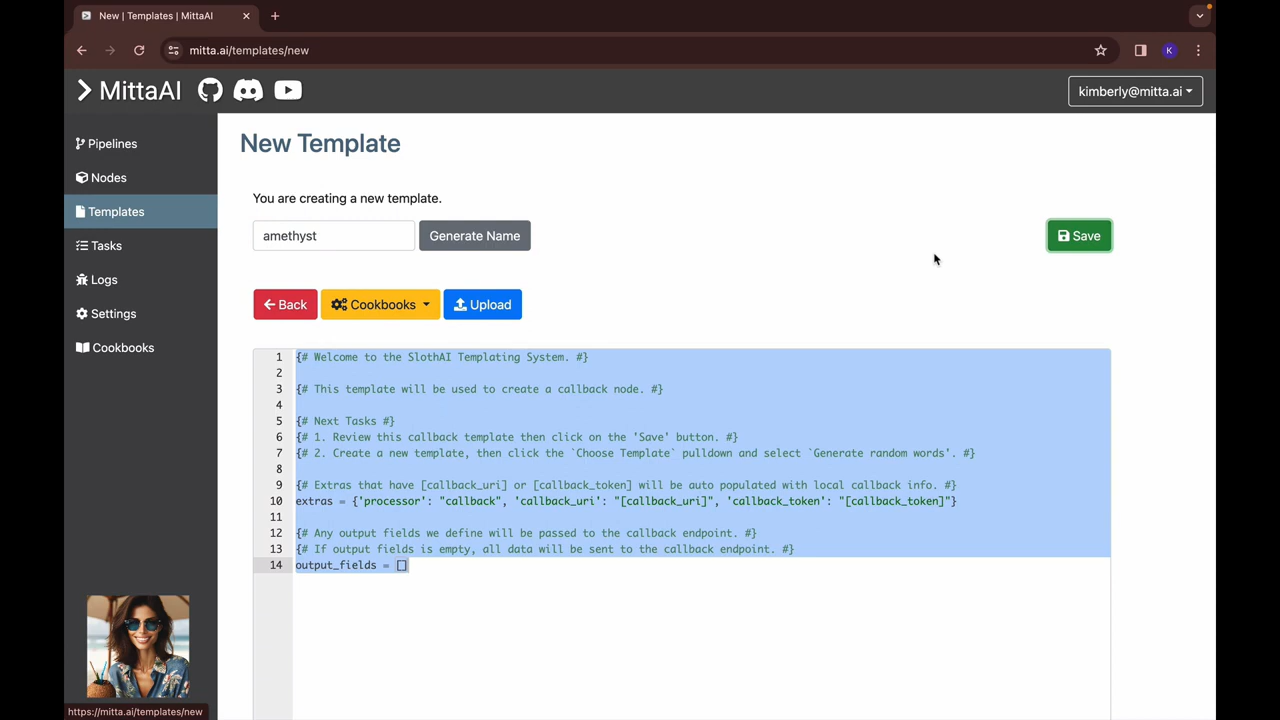 New | Templates | MittaAI
mitta.ai/templates/new
K
MittaAI
kimberly@mitta.ai
Pipelines
Nodes
Templates
Tasks
Logs
Settings
Cookbooks
New Template
You are creating a new template.
amethyst
Generate Name
Save
Back
Cookbooks
Upload
1 {# Welcome to the SlothAI Templating System. #}
2
3 {# This template will be used to create a callback node. #}
4
5 {# Next Tasks #}
6 {# 1. Review this callback template then click on the 'Save' button. #}
7 {# 2. Create a new template, then click the `Choose Template` pulldown and select `Generate random words'. #}
8
9 {# Extras that have [callback_uri] or [callback_token] will be auto populated with local callback info. #}
10 extras = {'processor': "callback", 'callback_uri': "[callback_uri]", 'callback_token': "[callback_token]"}
11
12 {# Any output fields we define will be passed to the callback endpoint. #}
13 {# If output fields is empty, all data will be sent to the callback endpoint. #}
14 output_fields = []
https://mitta.ai/templates/new